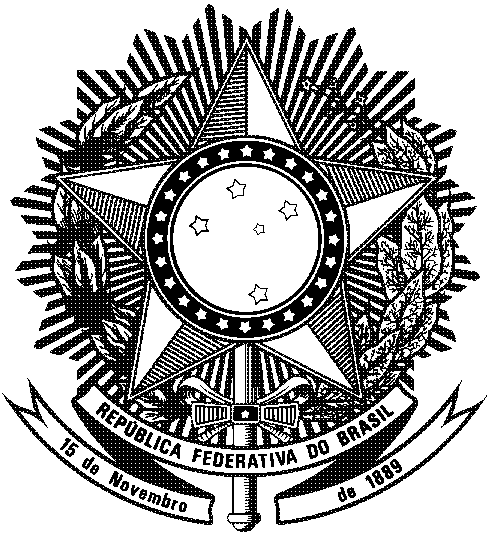 REPÚBLICA FEDERATIVA DO BRASIL
15 de Novembro
de 1889